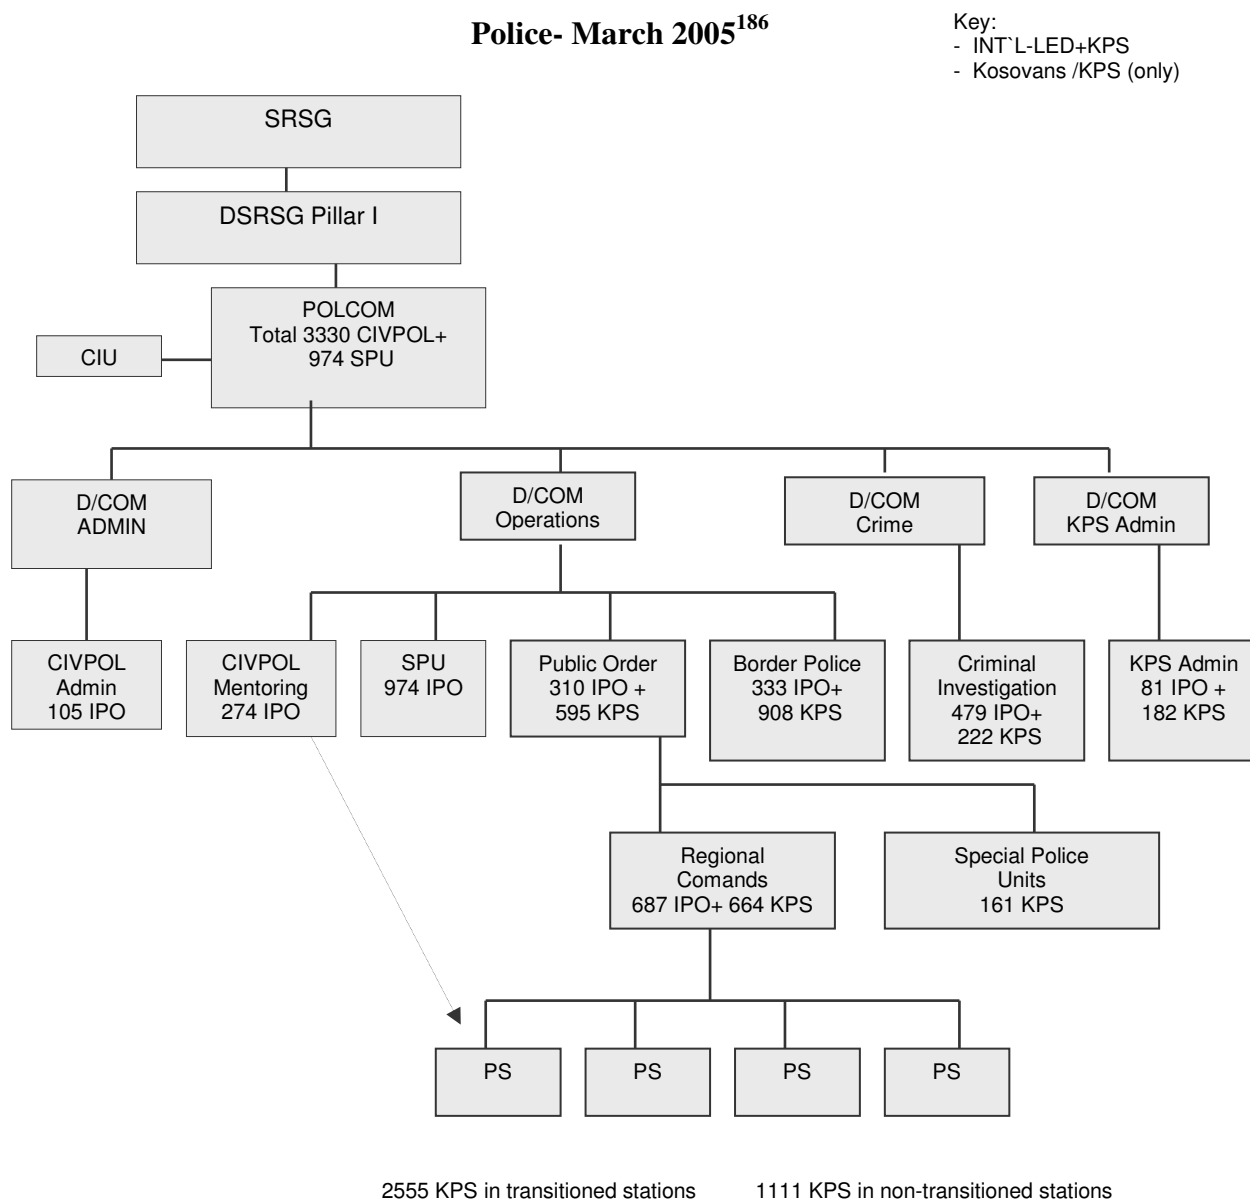 Police- March 2005186
Key:
- INT`L-LED+KPS
- Kosovans /KPS (only)
SRSG
DSRSG Pillar I
POLCOM
Total 3330 CIVPOL+
974 SPU
CIU
D/COM
ADMIN
D/COM
Operations
D/COM
Crime
D/COM
KPS Admin
CIVPOL
Admin
105 IPO
CIVPOL
Mentoring
274 IPO
SPU
974 IPO
Public Order
310 IPO +
595 KPS
Border Police
333 IPO+
908 KPS
Criminal
Investigation
479 IPO+
222 KPS
KPS Admin
81 IPO +
182 KPS
Regional
Comands
687 IPO+ 664 KPS
Special Police
Units
161 KPS
PS
PS
PS
PS
2555 KPS in transitioned stations
1111 KPS in non-transitioned stations